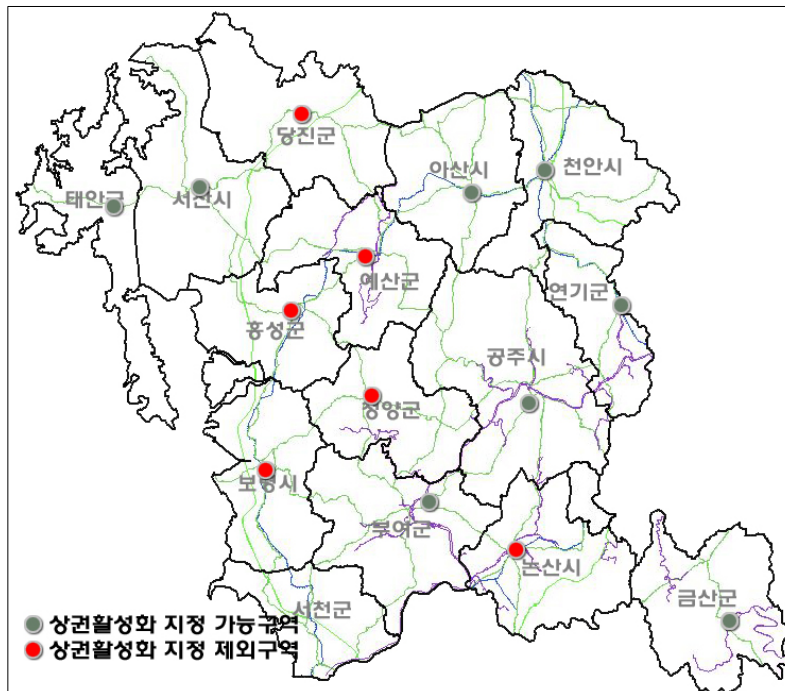 당진군
아산시
천안시
태안군
서산시
예산군
연기군
홍성군
공주시
청양군
보령시
부여군
논산시
서천군
금산군
상권활성화 지정 가능구역
상권활성화 지정 제외구역